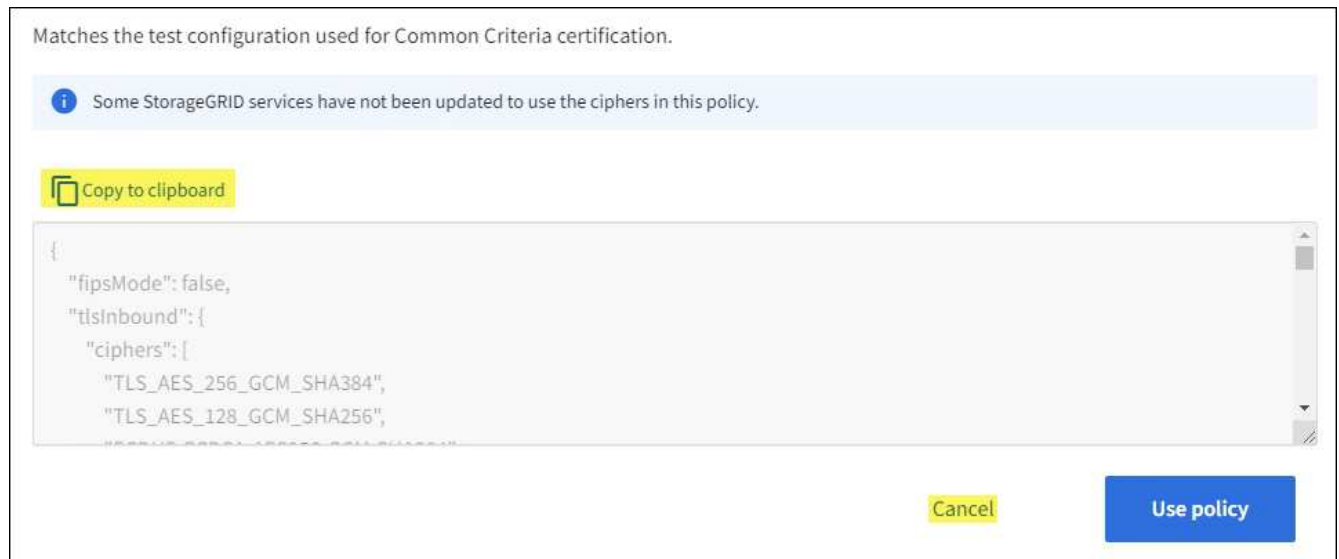 Matches the test configuration used for Common Criteria certification.
Some StorageGRID services have not been updated to use the ciphers in this policy.
Copy to clipboard
{
"fipsMode": false,
"tlsInbound": {
"ciphers": [
"TLS_AES_256_GCM_SHA384",
"TLS_AES_128_GCM_SHA256",
Cancel
Use policy